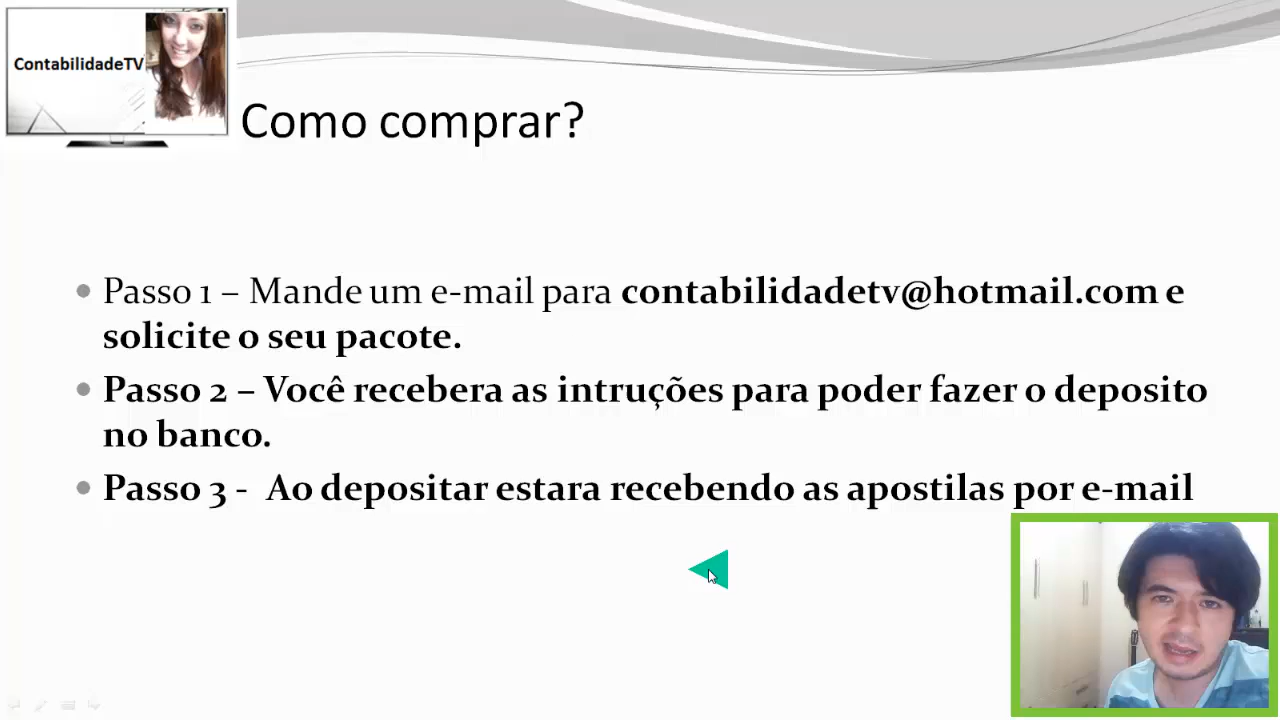 ContabilidadeTV
Como comprar?
Passo 1 – Mande um e-mail para contabilidadetv@hotmail.com e
solicite o seu pacote.
Passo 2 – Você recebera as intruções para poder fazer o deposito
no banco.
Passo 3 - Ao depositar estara recebendo as apostilas por e-mail